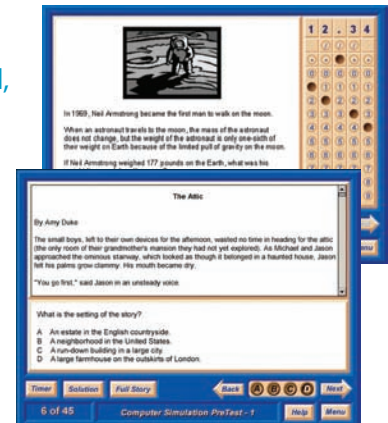 l,
1 2 . 3 4
In 1969, Neil Armstrong became the first man to walk on the moon.
When an astronaut travels to the moon, the mass of the astronaut
does not change, but the weight of the astronaut is only one-sixth of
their weight on Earth because of the limited pull of gravity on the moon.
If Neil Armstrong weighed 177 pounds on the Earth, what was his
The Attic
By Amy Duke
The small boys, left to their own devices for the afternoon, wasted no time in heading for the attic
(the only room of their grandmother's mansion they had not yet explored). As Michael and Jason
approached the ominous stairway, which looked as though it belonged in a haunted house, Jason
felt his palms grow clammy. His mouth became dry.
"You go first," said Jason in an unsteady voice
What is the setting of the story?
A An estate in the English countryside.
B A neighborhood in the United States.
C A run-down building in a large city.
D A large farmhouse on the outskirts of London.
Timer Solution Full Story Back A B C D Next
6 of 45 Computer Simulation PreTest - 1 Help Menu